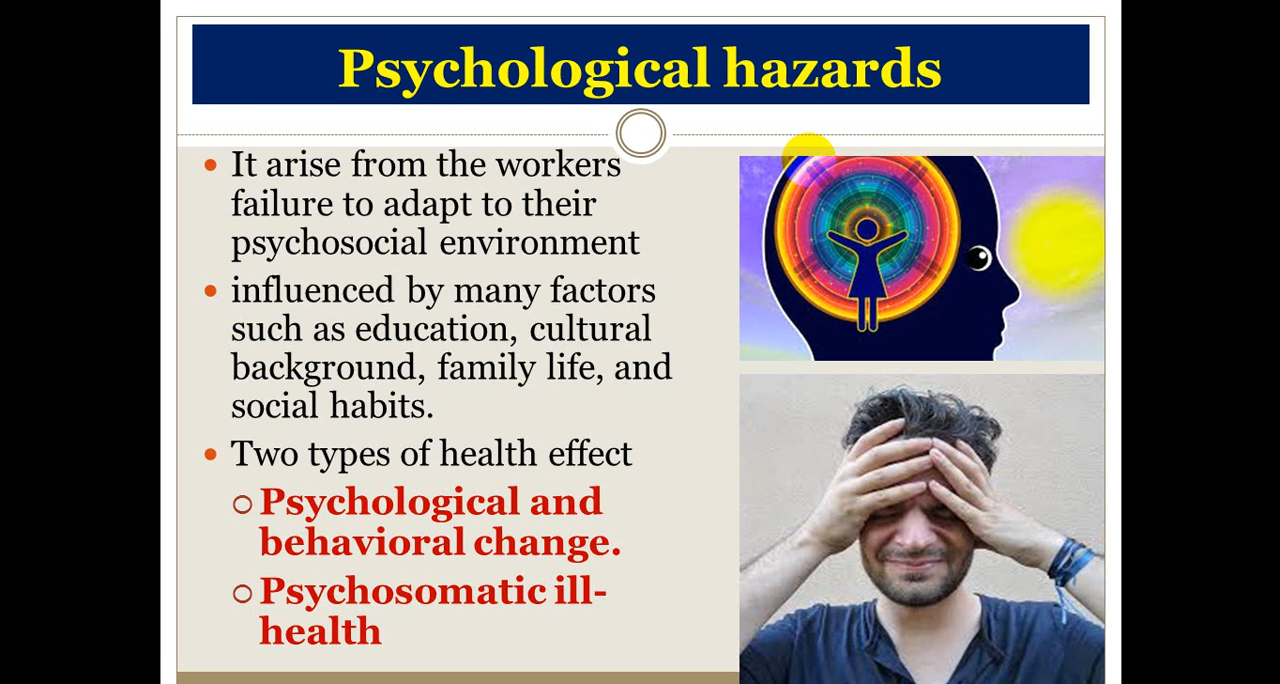 Psychological hazards
• It arise from the workers
failure to adapt to their
psychosocial environment
• influenced by many factors
such as education, cultural
background, family life, and
social habits.
• Two types of health effect
○ Psychological and
behavioral change.
○ Psychosomatic ill-
health